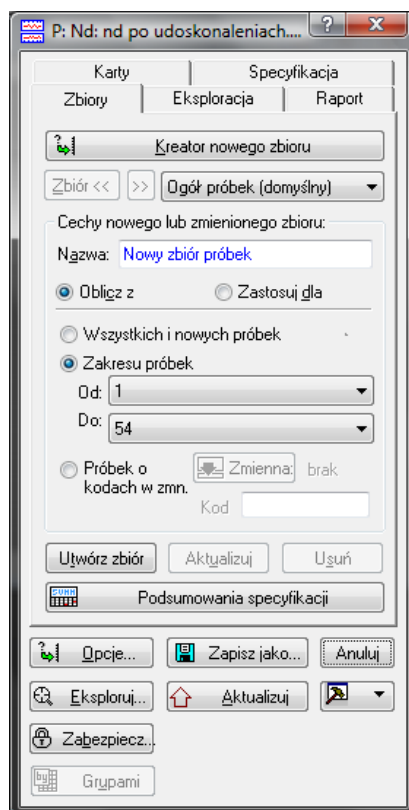 P: Nd: nd po udoskonaleniach....
Karty Specyfikacja
Zbiory Eksploracja Raport
Kreator nowego zbioru
Zbiór << >> Ogół próbek (domyślny)
Cechy nowego lub zmienionego zbioru:
Nazwa: Nowy zbiór próbek
Oblicz z Zastosuj dla
Wszystkich i nowych próbek
Zakresu próbek
Od: 1
Do: 54
Próbek o kodach w zmn. Zmienna: brak
Kod
Utwórz zbiór Aktualizuj Usuń
SUMM Podsumowania specyfikacji
Opcje... Zapisz jako... Anuluj
Eksploruj... Aktualizuj
Zabezpiecz...
by Grupami